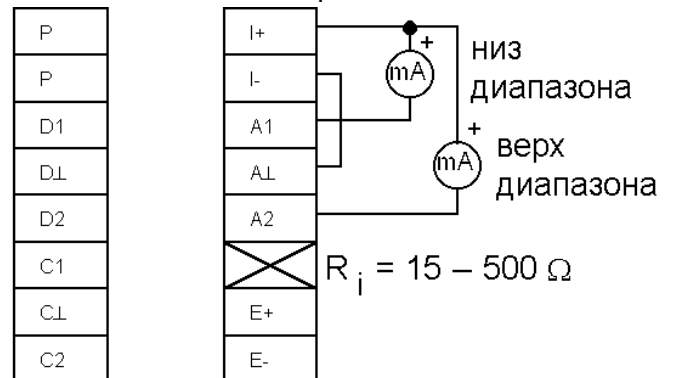 P
P
D1
D⊥
D2
C1
C⊥
C2
I+
I-
A1
A⊥
A2
E+
E-
+
mA
низ
диапазона
+
mA
верх
диапазона
R i = 15 – 500 Ω